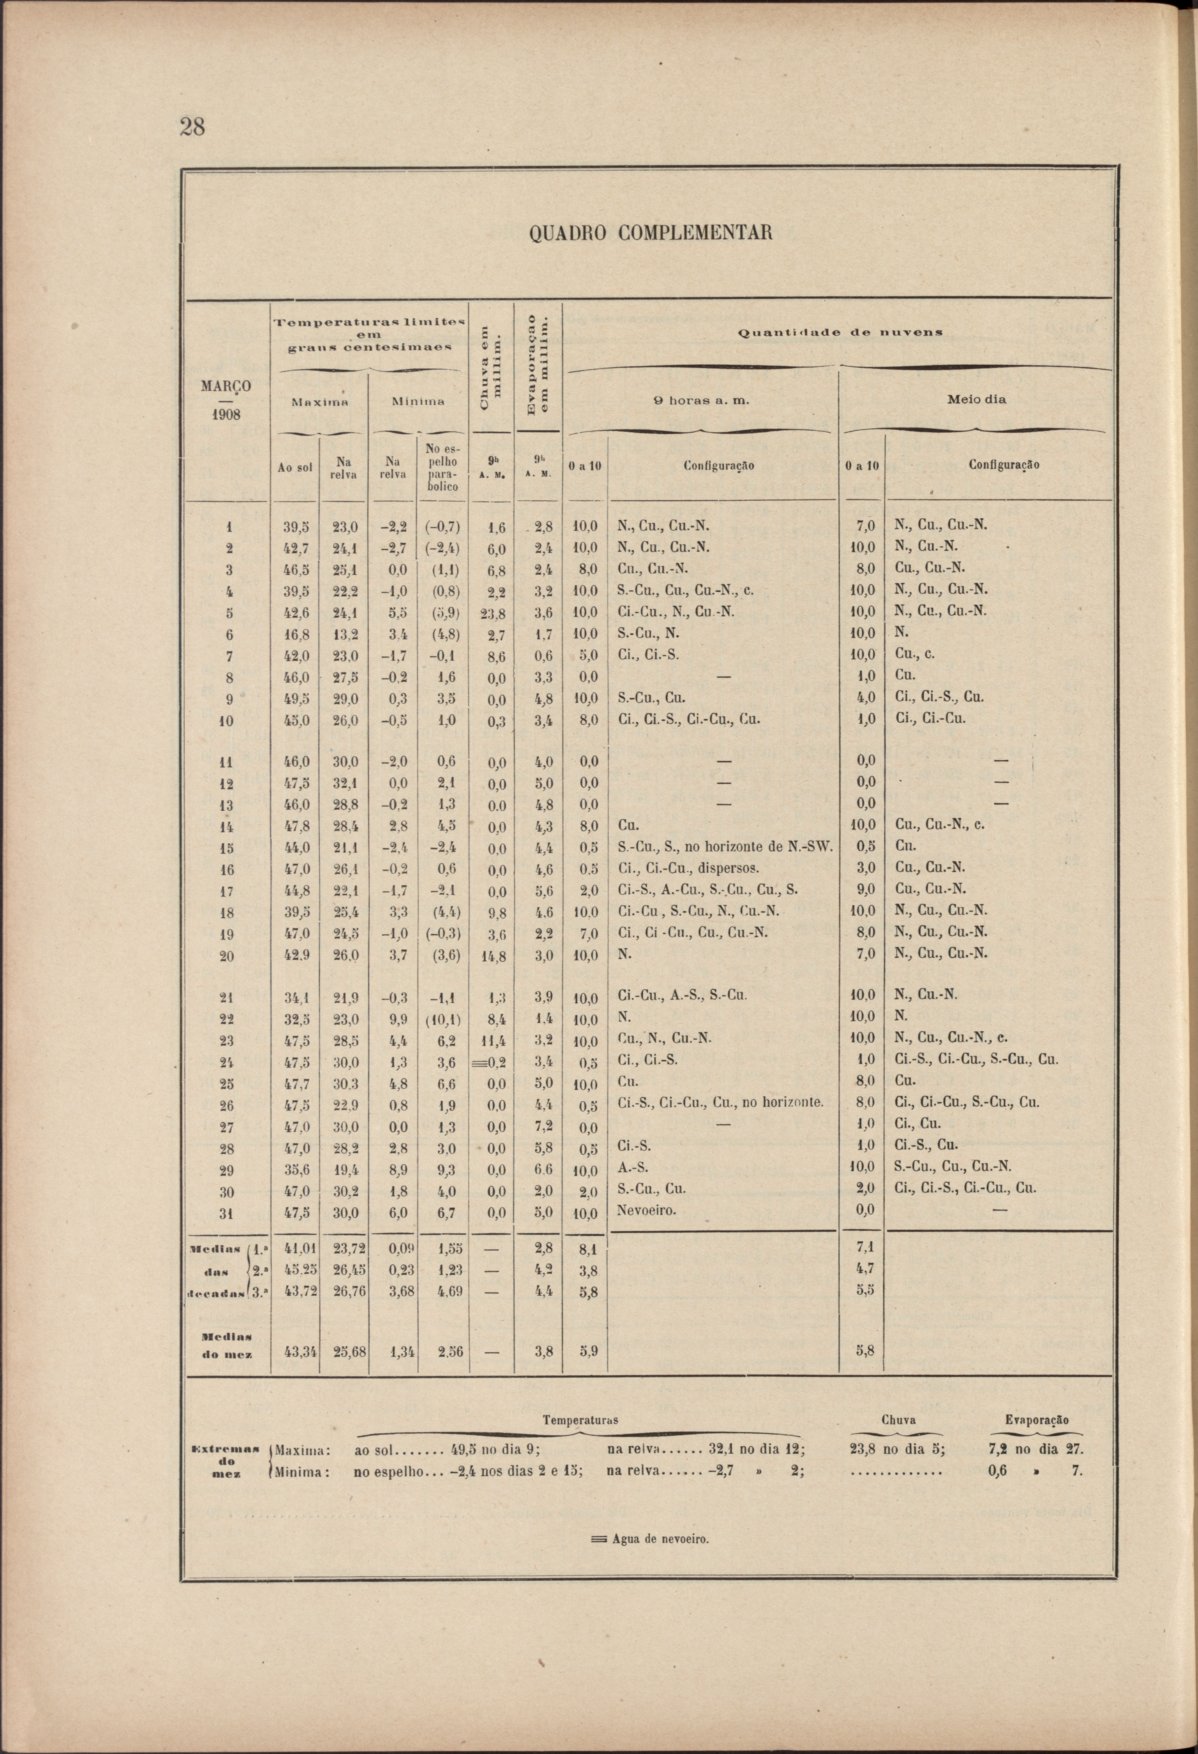 28
QUADRO COMPLEMENTAR
MARÇO
—
1908
Temperaturas limites
em
graus centesimaes
Chuva em
millim.
Evaporaçao
em millim.
Quantidade de nuvens
Maxima
Minima
9 horas a. m.
Meio dia
Ao sol
Na relva
Na relva
No es-
pelho
para-
bolico
9h A. M.
9h A. M.
0 a 10
Configuração
0 a 10
Configuração
1 39,5 23,0 –2,2 (–0,7) 1,6 2,8 10,0 N., Cu., Cu.-N. 7,0 N., Cu., Cu.-N.
2 42,7 24,1 –2,7 (–2,4) 6,0 2,4 10,0 N., Cu., Cu.-N. 10,0 N., Cu.-N.
3 46,5 25,1 0,0 (1,1) 6,8 2,4 8,0 Cu., Cu.-N. 8,0 Cu., Cu.-N.
4 39,5 22,2 –1,0 (0,8) 2,2 3,2 10,0 S.-Cu., Cu., Cu.-N., c. 10,0 N., Cu., Cu.-N.
5 42,6 24,1 5,5 (5,9) 23,8 3,6 10,0 Ci.-Cu., N., Cu.-N. 10,0 N., Cu., Cu.-N.
6 16,8 13,2 3,4 (4,8) 2,7 1,7 10,0 S.-Cu., N. 10,0 N.
7 42,0 23,0 –1,7 –0,1 8,6 0,6 5,0 Ci., Ci.-S. 10,0 Cu., c.
8 46,0 27,5 –0,2 1,6 0,0 3,3 0,0 — 1,0 Cu.
9 49,5 29,0 0,3 3,5 0,0 4,8 10,0 S.-Cu., Cu. 4,0 Ci., Ci.-S., Cu.
10 45,0 26,0 –0,5 1,0 0,3 3,4 8,0 Ci., Ci.-S., Ci.-Cu., Cu. 1,0 Ci., Ci.-Cu.
11 46,0 30,0 –2,0 0,6 0,0 4,0 0,0 — 0,0 —
12 47,5 32,1 0,0 2,1 0,0 5,0 0,0 — 0,0 —
13 46,0 28,8 –0,2 1,3 0.0 4,8 0,0 — 0,0 —
14 47,8 28,4 2,8 4,5 0,0 4,3 8,0 Cu. 10,0 Cu., Cu.-N., c.
15 44,0 21,1 –2,4 –2,4 0,0 4,4 0,5 S.-Cu., S., no horizonte de N.-SW. 0,5 Cu.
16 47,0 26,1 –0,2 0,6 0,0 4,6 0.5 Ci., Ci.-Cu., dispersos. 3,0 Cu., Cu.-N.
17 44,8 22,1 –1,7 –2,1 0,0 5,6 2,0 Ci.-S., A.-Cu., S.-Cu., Cu., S. 9,0 Cu., Cu.-N.
18 39,5 25,4 3,3 (4,4) 9,8 4.6 10,0 Ci.-Cu , S.-Cu., N., Cu.-N. 10,0 N., Cu., Cu.-N.
19 47,0 24,5 –1,0 (–0,3) 3,6 2,2 7,0 Ci., Ci -Cu., Cu., Cu.-N. 8,0 N., Cu., Cu.-N.
20 42.9 26,0 3,7 (3,6) 14,8 3,0 10,0 N. 7,0 N., Cu., Cu.-N.
21 34,1 21,9 –0,3 –1,1 1,3 3,9 10,0 Ci.-Cu., A.-S., S.-Cu. 10,0 N., Cu.-N.
22 32,5 23,0 9,9 (10,1) 8,4 1,4 10,0 N. 10,0 N.
23 47,5 28,5 4,4 6,2 11,4 3,2 10,0 Cu., N., Cu.-N. 10,0 N., Cu., Cu.-N., c.
24 47,5 30,0 1,3 3,6 ≡0,2 3,4 0,5 Ci., Ci.-S. 1,0 Ci.-S., Ci.-Cu., S.-Cu., Cu.
25 47,7 30,3 4,8 6,6 0,0 5,0 10,0 Cu. 8,0 Cu.
26 47,5 22,9 0,8 1,9 0,0 4,4 0,5 Ci.-S., Ci.-Cu., Cu., no horizonte. 8,0 Ci., Ci.-Cu., S.-Cu., Cu.
27 47,0 30,0 0,0 1,3 0,0 7,2 0,0 — 1,0 Ci., Cu.
28 47,0 28,2 2,8 3,0 0,0 5,8 0,5 Ci.-S. 1,0 Ci.-S., Cu.
29 35,6 19,4 8,9 9,3 0,0 6.6 10,0 A.-S. 10,0 S.-Cu., Cu., Cu.-N.
30 47,0 30,2 1,8 4,0 0,0 2,0 2,0 S.-Cu., Cu. 2,0 Ci., Ci.-S., Ci.-Cu., Cu.
31 47,5 30,0 6,0 6,7 0,0 5,0 10,0 Nevoeiro. 0,0 —
Medias 1.ª 41,01 23,72 0,09 1,55 — 2,8 8,1 7,1
das 2.ª 45.25 26,45 0,23 1,23 — 4,2 3,8 4,7
decadas 3.ª 43,72 26,76 3,68 4,69 — 4,4 5,8 5,5
Medias
do mez 43,34 25,68 1,34 2,56 — 3,8 5,9 5,8
Temperaturas Chuva Evaporação
Extremas
do
mez
Maxima: ao sol....... 49,5 no dia 9; na relva...... 32,1 no dia 12; 23,8 no dia 5; 7,2 no dia 27.
Minima: no espelho... –2,4 nos dias 2 e 15; na relva...... –2,7 » 2; ............. 0,6 » 7.
≡ Agua de nevoeiro.